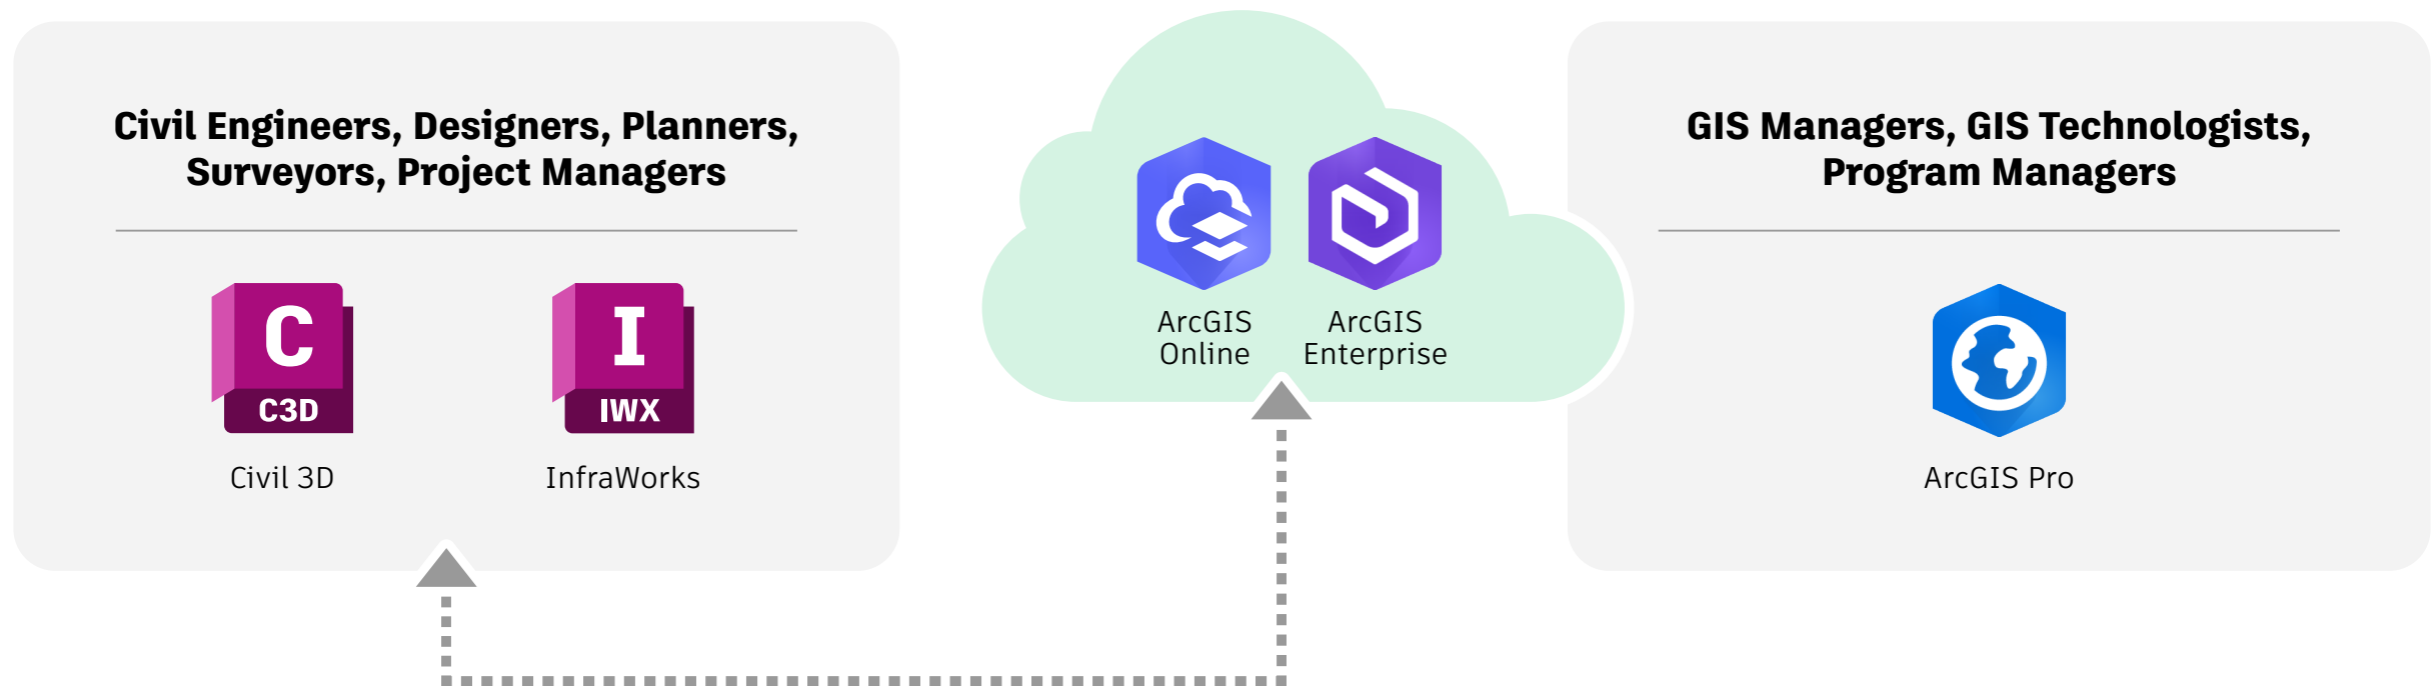 Civil Engineers, Designers, Planners,
Surveyors, Project Managers
C
C3D
Civil 3D
I
IWX
InfraWorks
ArcGIS
Online
ArcGIS
Enterprise
GIS Managers, GIS Technologists,
Program Managers
ArcGIS Pro